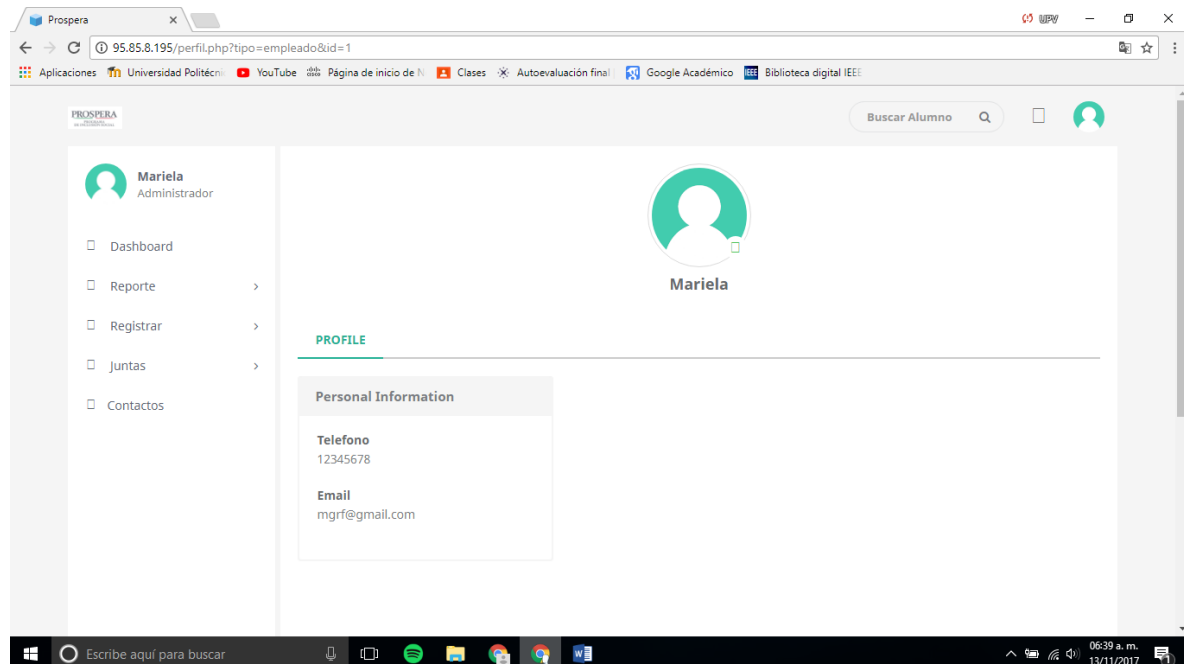 Prospera
UPV
95.85.8.195/perfil.php?tipo=empleado&id=1
Aplicaciones Universidad Politécni YouTube Página de inicio de N Clases Autoevaluación final Google Académico IEEE Biblioteca digital IEEE
PROSPERA
Buscar Alumno
Mariela
Administrador
Dashboard
Reporte
Registrar
Juntas
Contactos
Mariela
PROFILE
Personal Information
Telefono
12345678
Email
mgrf@gmail.com
Escribe aquí para buscar
06:39 a. m.
13/11/2017
1